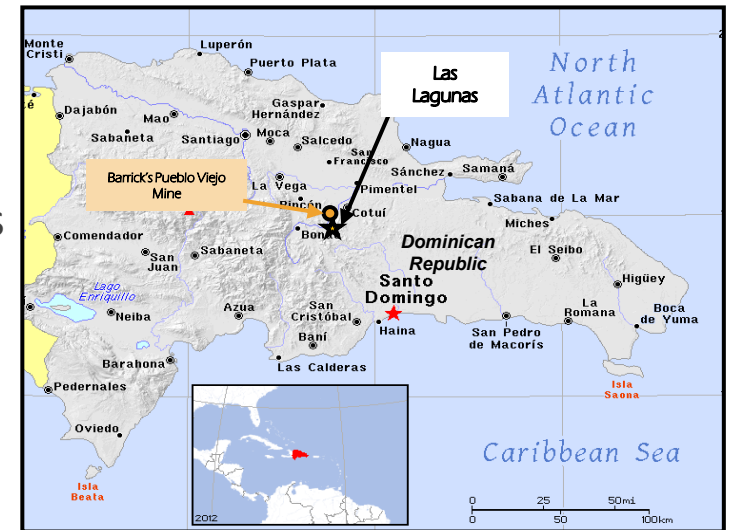 Monte
Cristi
Luperón
Puerto Plata
North
Atlantic
Ocean
Las
Lagunas
Dajabón
Mao
Gaspar
Hernández
Sabaneta
Santiago
Moca
Salcedo
Nagua
San
Francisco
Sánchez
Samaná
Barrick's Pueblo Viejo
Mine
La Vega
Pimentel
Rincón
Cotuí
Sabana de La Mar
Miches
Comendador
San
Juan
Sabaneta
Dominican
Republic
El Seibo
Higüey
Santo
Domingo
Lago
Enriquillo
Neiba
Azua
San
Cristóbal
Haina
La
Romana
Boca
de Yuma
San Pedro
de Macorís
Baní
Barahona
Las Calderas
Isla
Saona
Pedernales
Oviedo
Isla
Beata
Caribbean Sea
2012
0 25 50mi
0 50 100km